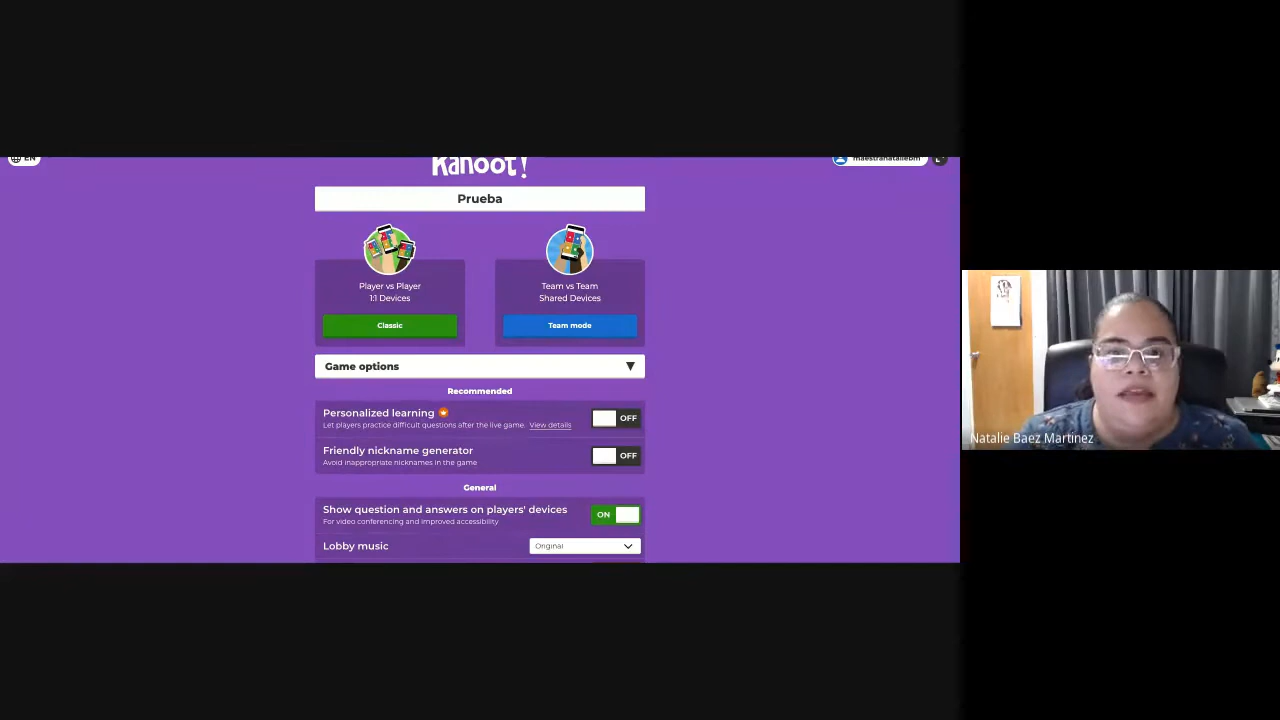 EN
Kahoot!
maestranataliebm
Prueba
Player vs Player
1:1 Devices
Team vs Team
Shared Devices
Classic
Team mode
Game options
Recommended
Personalized learning
Let players practice difficult questions after the live game. View details
OFF
Friendly nickname generator
Avoid inappropriate nicknames in the game
OFF
General
Show question and answers on players' devices
For video conferencing and improved accessibility
ON
Lobby music
Original
Natalie Baez Martinez